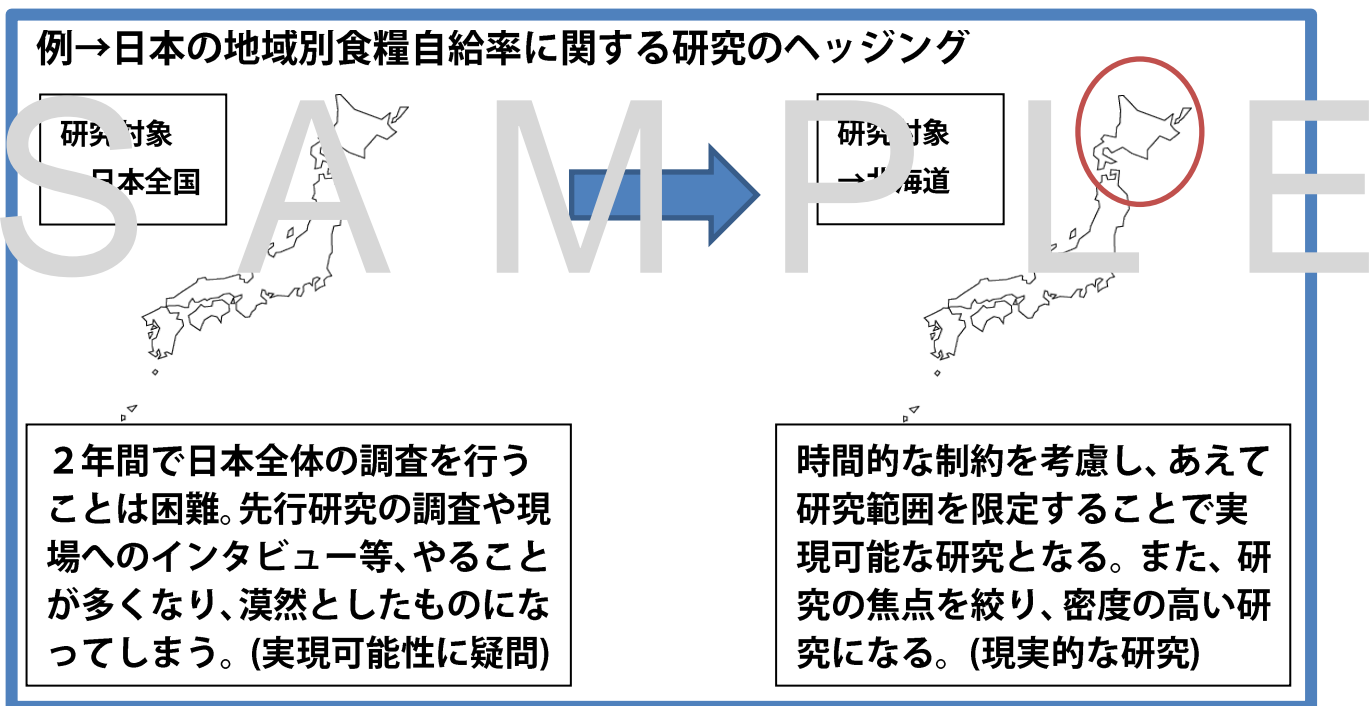 例→日本の地域別食糧自給率に関する研究のヘッジング
研究対象
日本全国
研究対象
→北海道
SAMPLE
２年間で日本全体の調査を行う
ことは困難。先行研究の調査や現
場へのインタビュー等、やること
が多くなり、漠然としたものにな
ってしまう。(実現可能性に疑問)
時間的な制約を考慮し、あえて
研究範囲を限定することで実
現可能な研究となる。また、研
究の焦点を絞り、密度の高い研
究になる。(現実的な研究)